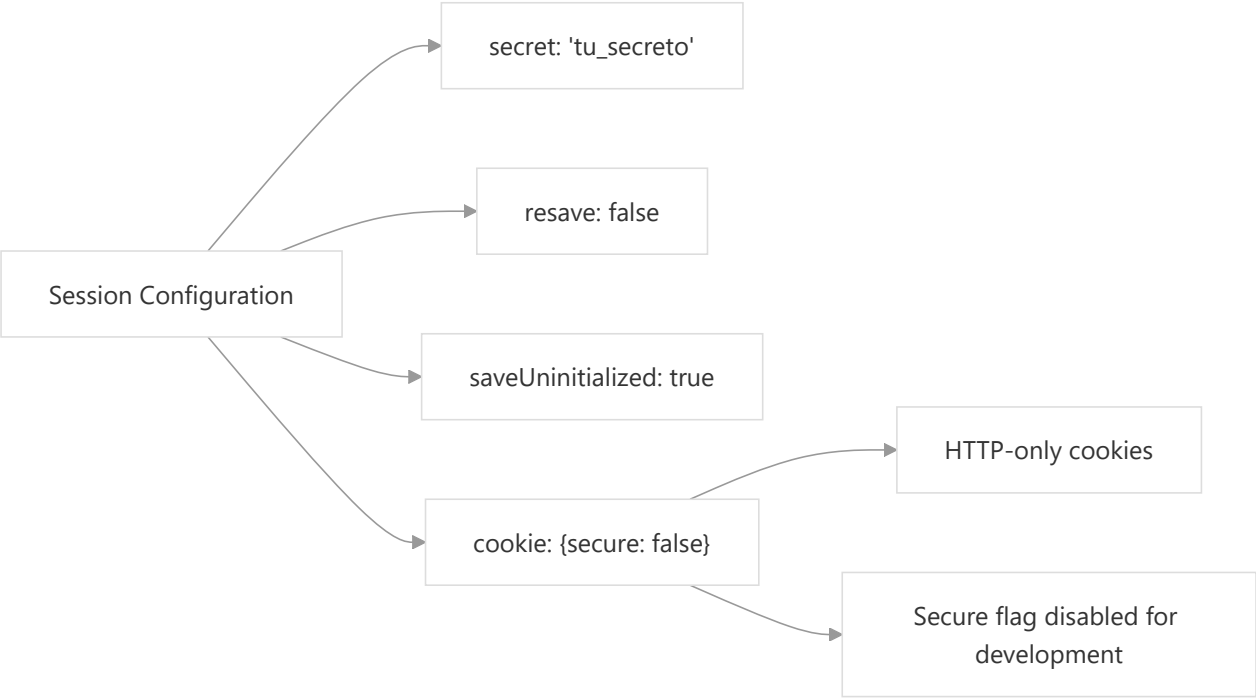 secret: 'tu_secreto'
resave: false
Session Configuration
saveUninitialized: true
HTTP-only cookies
cookie: {secure: false}
Secure flag disabled for
development